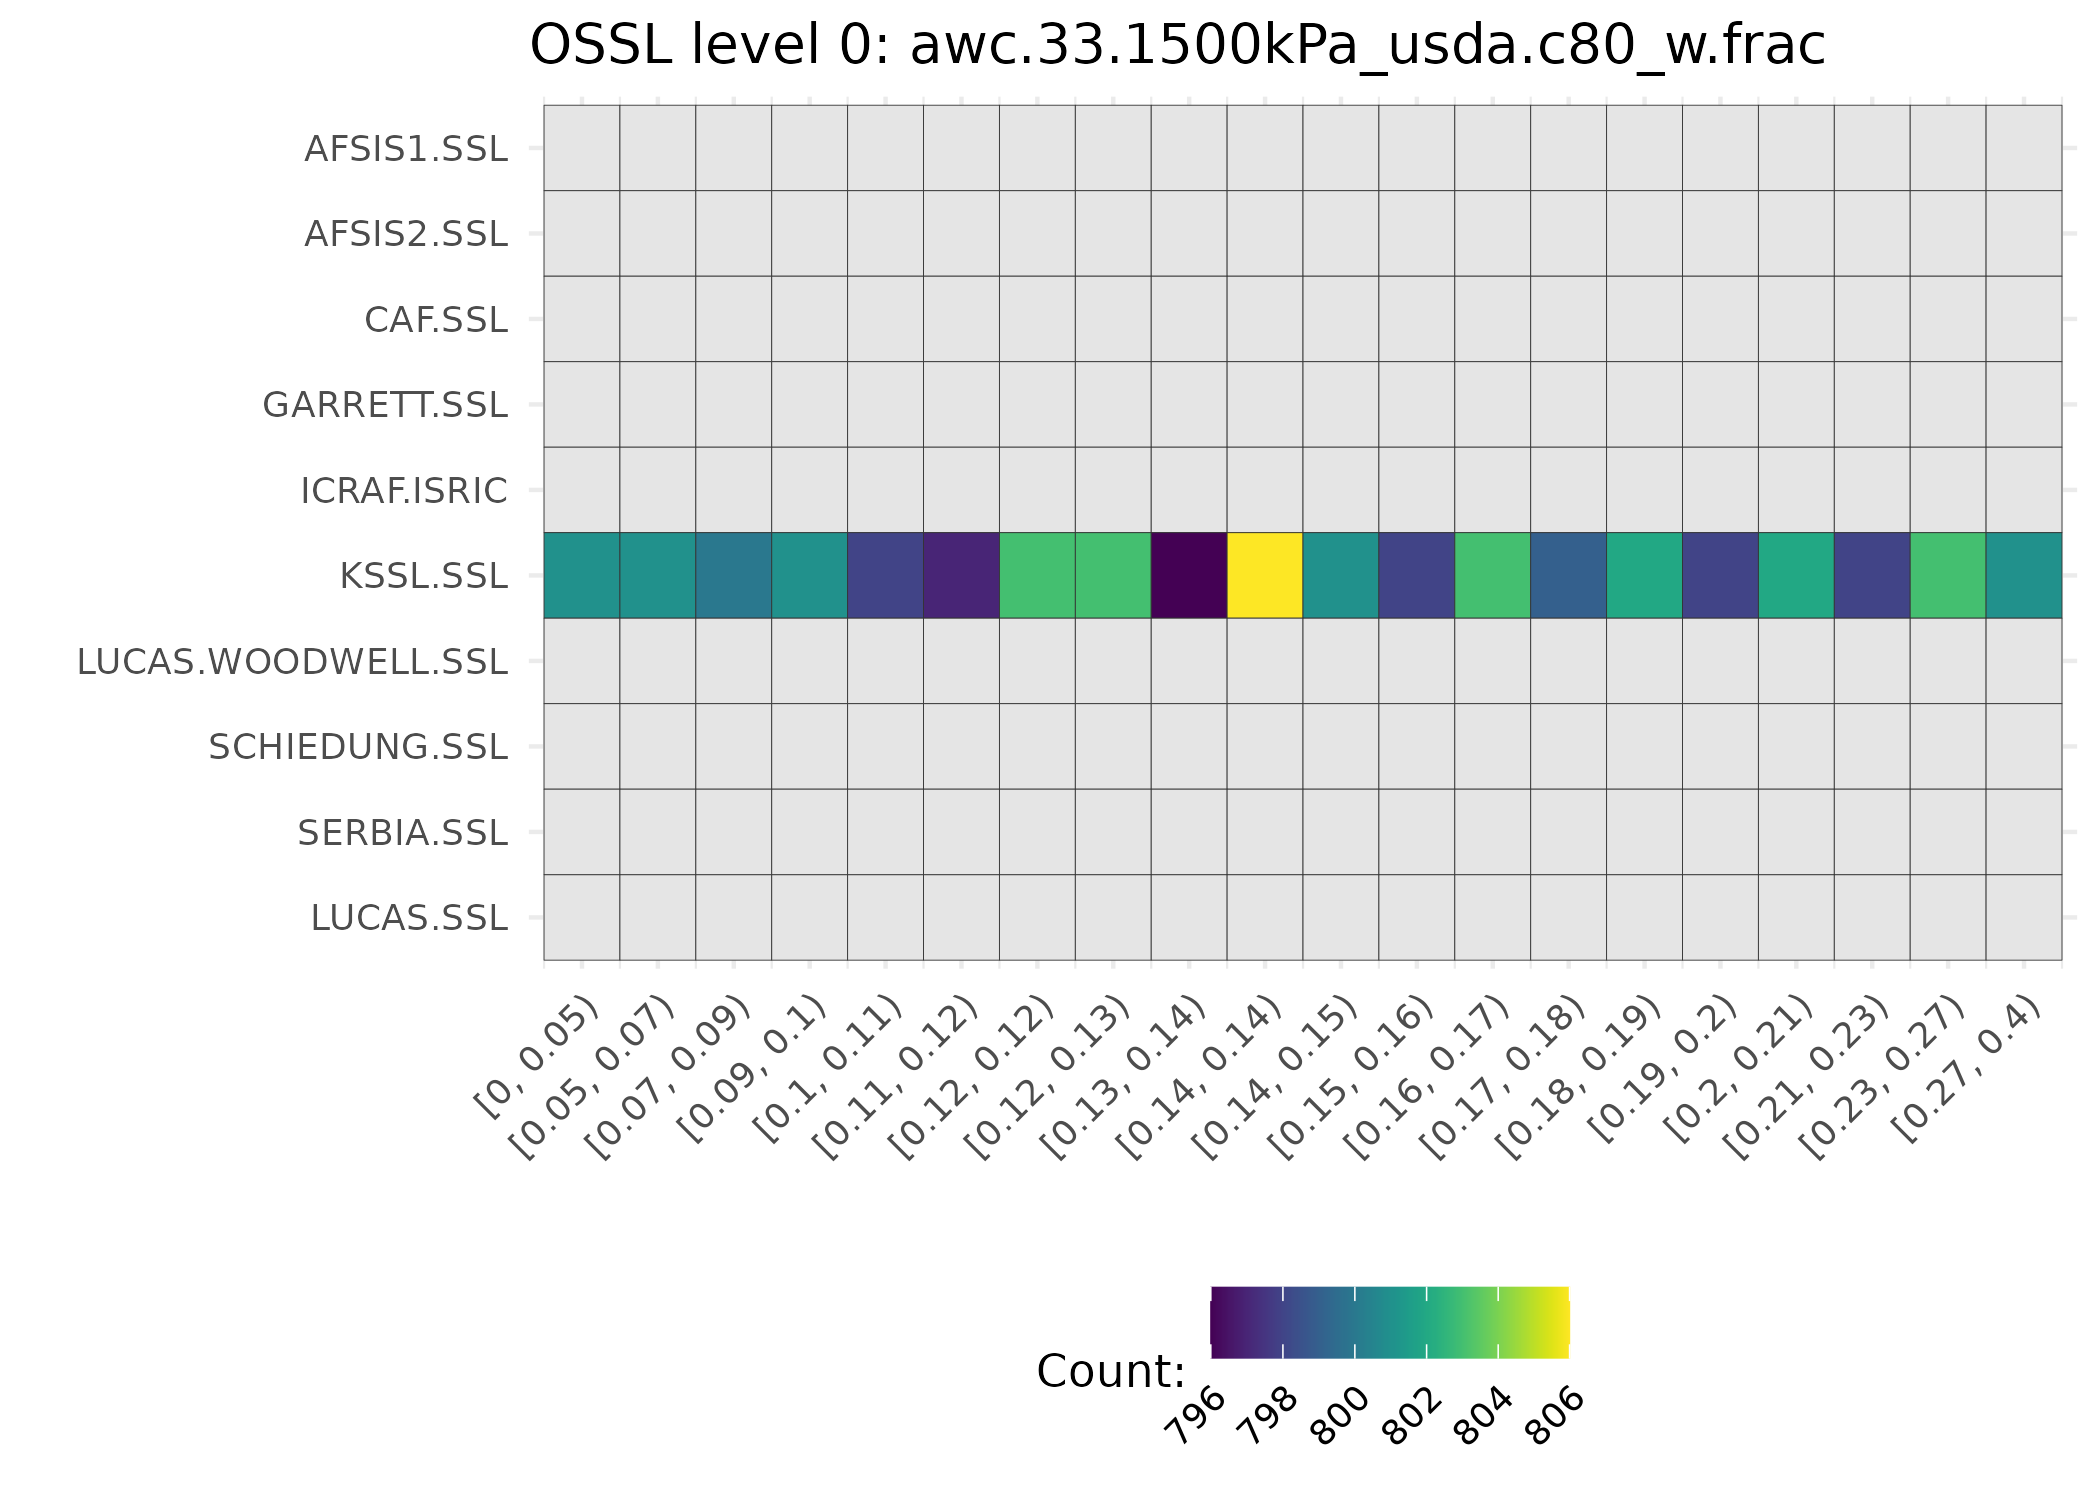 OSSL level 0: awc.33.1500kPa_usda.c80_w.frac
AFSIS1.SSL
AFSIS2.SSL
CAF.SSL
GARRETT.SSL
ICRAF.ISRIC
KSSL.SSL
LUCAS.WOODWELL.SSL
SCHIEDUNG.SSL
SERBIA.SSL
LUCAS.SSL
[0, 0.05)
[0.05, 0.07)
[0.07, 0.09)
[0.09, 0.1)
[0.1, 0.11)
[0.11, 0.12)
[0.12, 0.12)
[0.12, 0.13)
[0.13, 0.14)
[0.14, 0.14)
[0.14, 0.15)
[0.15, 0.16)
[0.16, 0.17)
[0.17, 0.18)
[0.18, 0.19)
[0.19, 0.2)
[0.2, 0.21)
[0.21, 0.23)
[0.23, 0.27)
[0.27, 0.4)
Count:
796
798
800
802
804
806